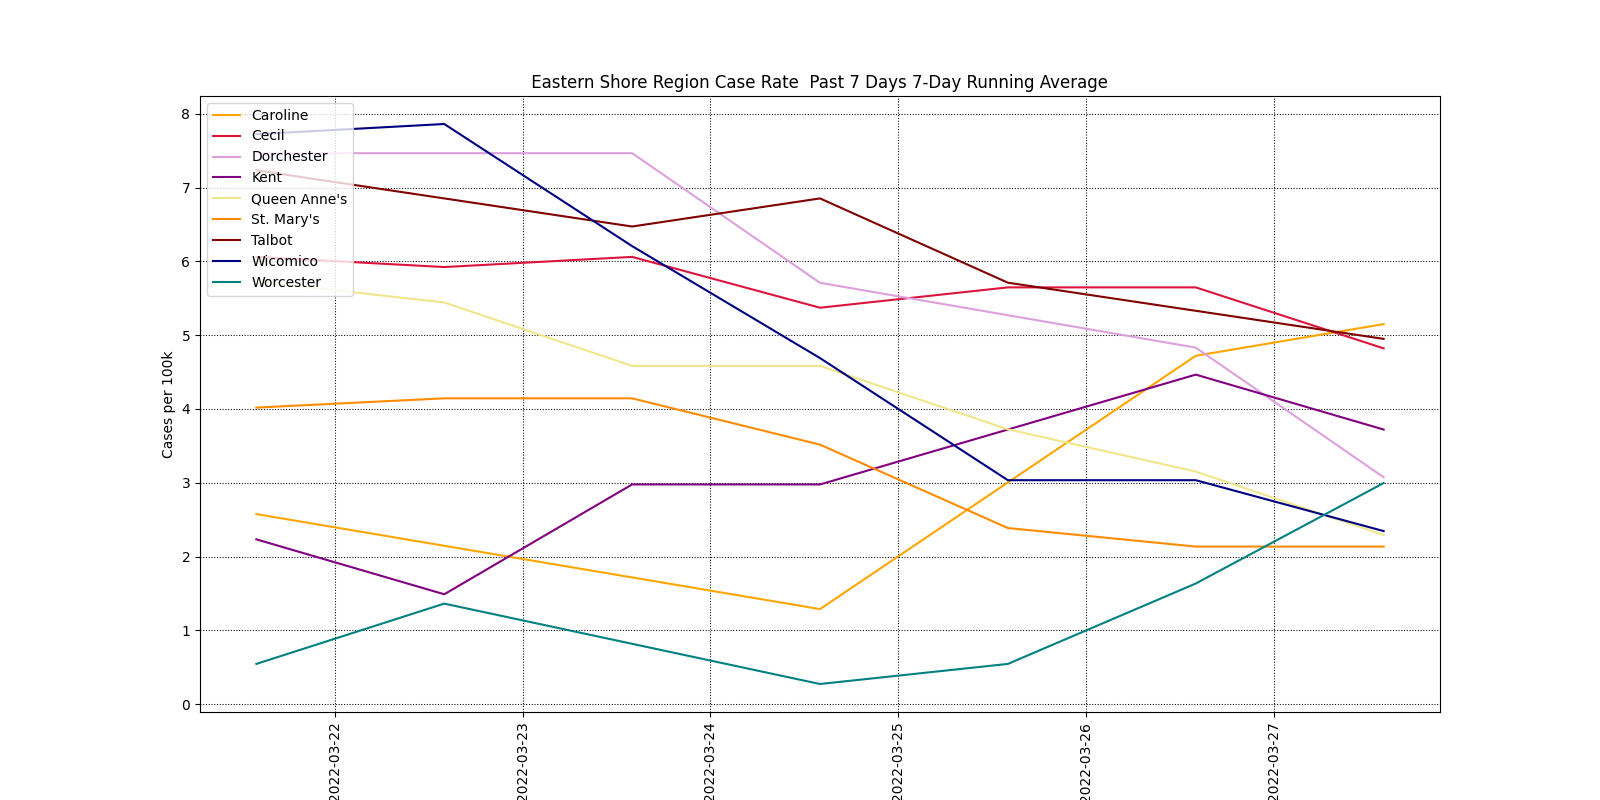 Eastern Shore Region Case Rate  Past 7 Days 7-Day Running Average
Caroline
Cecil
Dorchester
Kent
Queen Anne's
St. Mary's
Talbot
Wicomico
Worcester
Cases per 100k
8
7
6
5
4
3
2
1
0
2022-03-22
2022-03-23
2022-03-24
2022-03-25
2022-03-26
2022-03-27